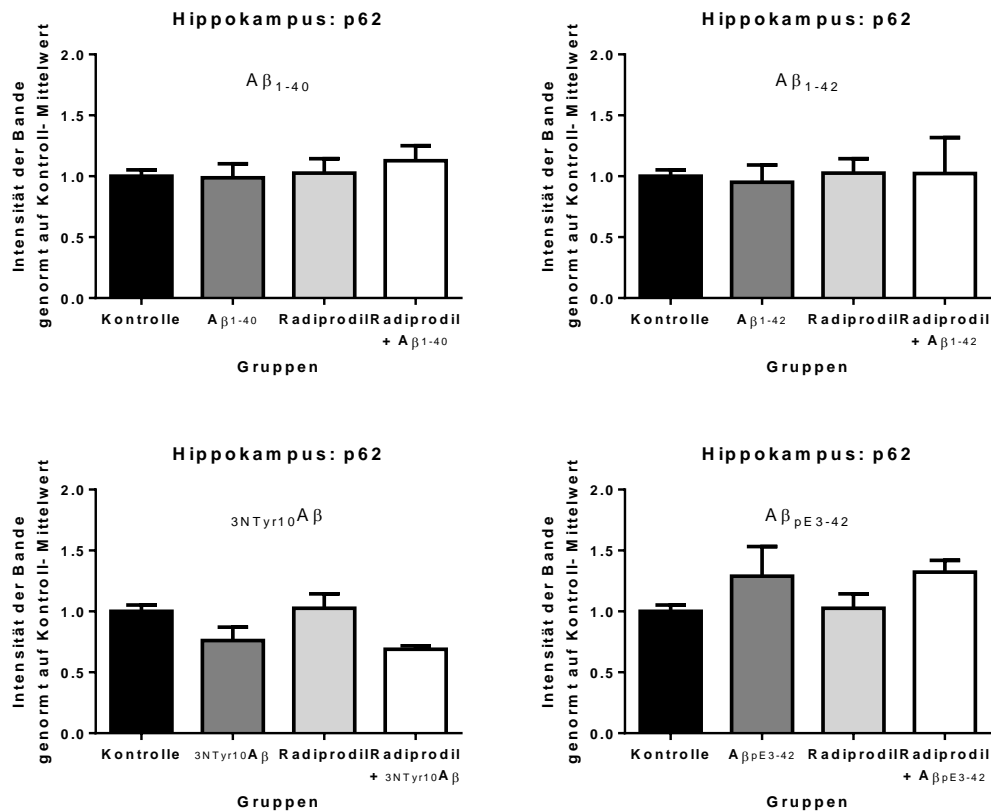 Hippokampus: p62
Intensität der Bande
genormt auf Kontroll-Mittelwert
2.0
1.5
1.0
0.5
0.0
Aβ1-40
Kontrolle Aβ1-40 Radiprodil Radiprodil
+ Aβ1-40
Gruppen
Hippokampus: p62
Intensität der Bande
genormt auf Kontroll-Mittelwert
2.0
1.5
1.0
0.5
0.0
Aβ1-42
Kontrolle Aβ1-42 Radiprodil Radiprodil
+ Aβ1-42
Gruppen
Hippokampus: p62
Intensität der Bande
genormt auf Kontroll-Mittelwert
2.0
1.5
1.0
0.5
0.0
3NTyr10Aβ
Kontrolle 3NTyr10Aβ Radiprodil Radiprodil
+ 3NTyr10Aβ
Gruppen
Hippokampus: p62
Intensität der Bande
genormt auf Kontroll-Mittelwert
2.0
1.5
1.0
0.5
0.0
AβpE3-42
Kontrolle AβpE3-42 Radiprodil Radiprodil
+ AβpE3-42
Gruppen